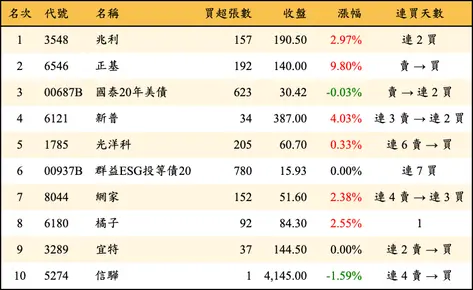 名次 代號 名稱 買超張數 收盤 漲幅 連買天數
1 3548 兆利 157 190.50 2.97% 連 2 買
2 6546 正基 192 140.00 9.80% 賣 → 買
3 00687B 國泰20年美債 623 30.42 -0.03% 賣 → 連 2 買
4 6121 新普 34 387.00 4.03% 連 3 賣 → 連 2 買
5 1785 光洋科 205 60.70 0.33% 連 6 賣 → 買
6 00937B 群益ESG投等債20 780 15.93 0.00% 連 7 買
7 8044 網家 152 51.60 2.38% 連 4 賣 → 連 3 買
8 6180 橘子 92 84.30 2.55% 1
9 3289 宜特 37 144.50 0.00% 連 2 賣 → 買
10 5274 信驊 1 4,145.00 -1.59% 連 4 賣 → 買